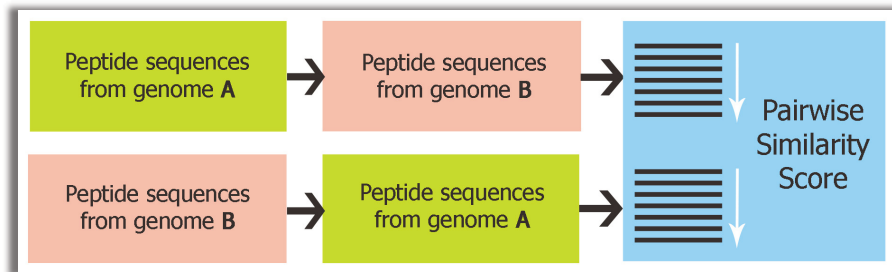 Peptide sequences
from genome A
Peptide sequences
from genome B
Pairwise
Similarity
Score
Peptide sequences
from genome B
Peptide sequences
from genome A